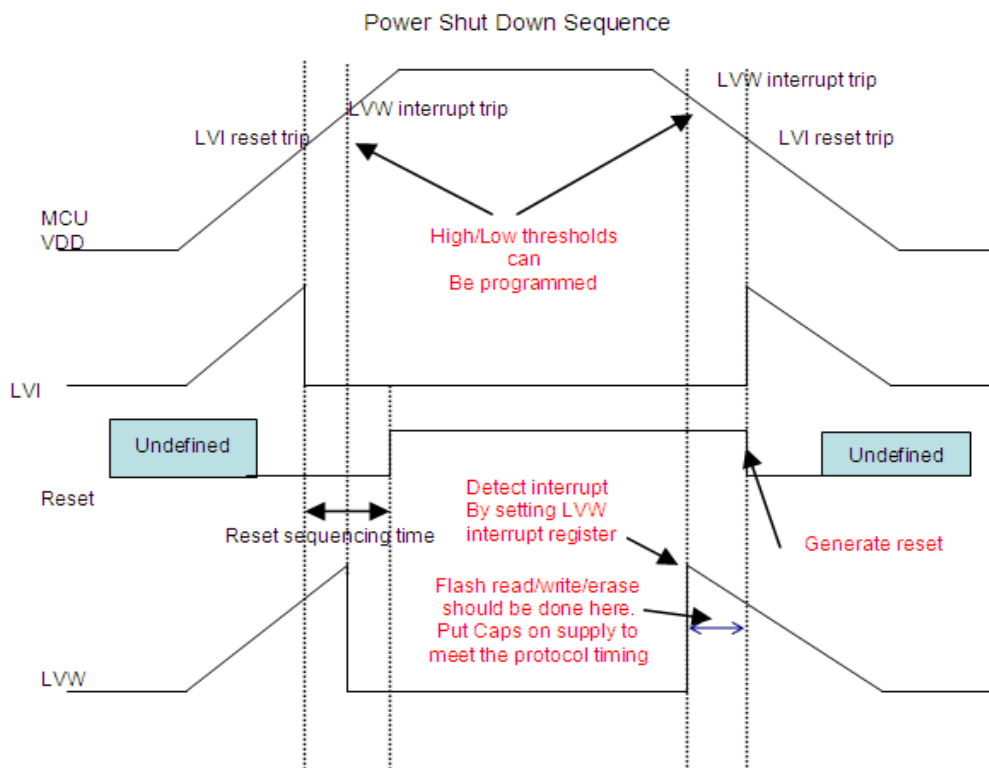 Power Shut Down Sequence
LVW interrupt trip
LVW interrupt trip
LVI reset trip
LVI reset trip
MCU
VDD
High/Low thresholds
can
Be programmed
LVI
Undefined
Undefined
Reset
Detect interrupt
By setting LVW
interrupt register
Reset sequencing time
Generate reset
Flash read/write/erase
should be done here.
Put Caps on supply to
meet the protocol timing
LVW